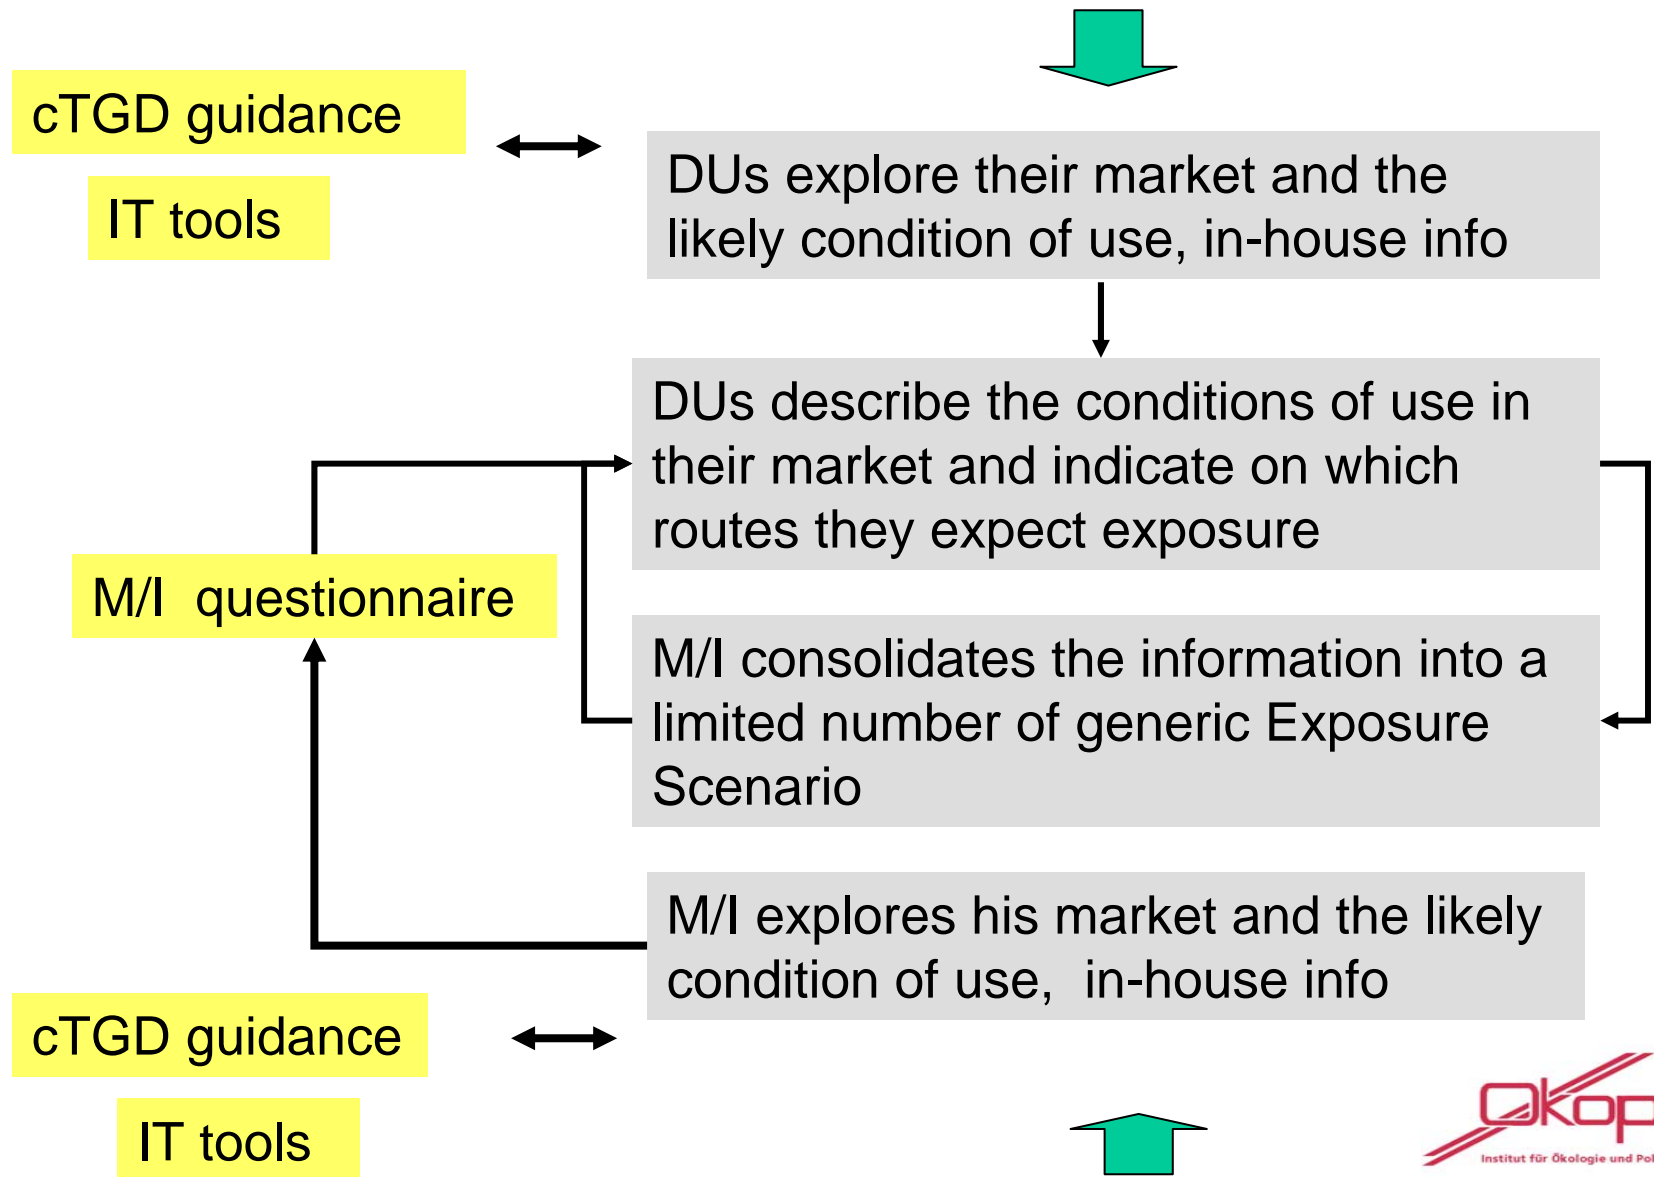 cTGD guidance
IT tools
DUs explore their market and the
likely condition of use, in-house info
DUs describe the conditions of use in
their market and indicate on which
routes they expect exposure
M/I questionnaire
M/I consolidates the information into a
limited number of generic Exposure
Scenario
M/I explores his market and the likely
condition of use, in-house info
cTGD guidance
IT tools
Ökop
Institut für Ökologie und Pol